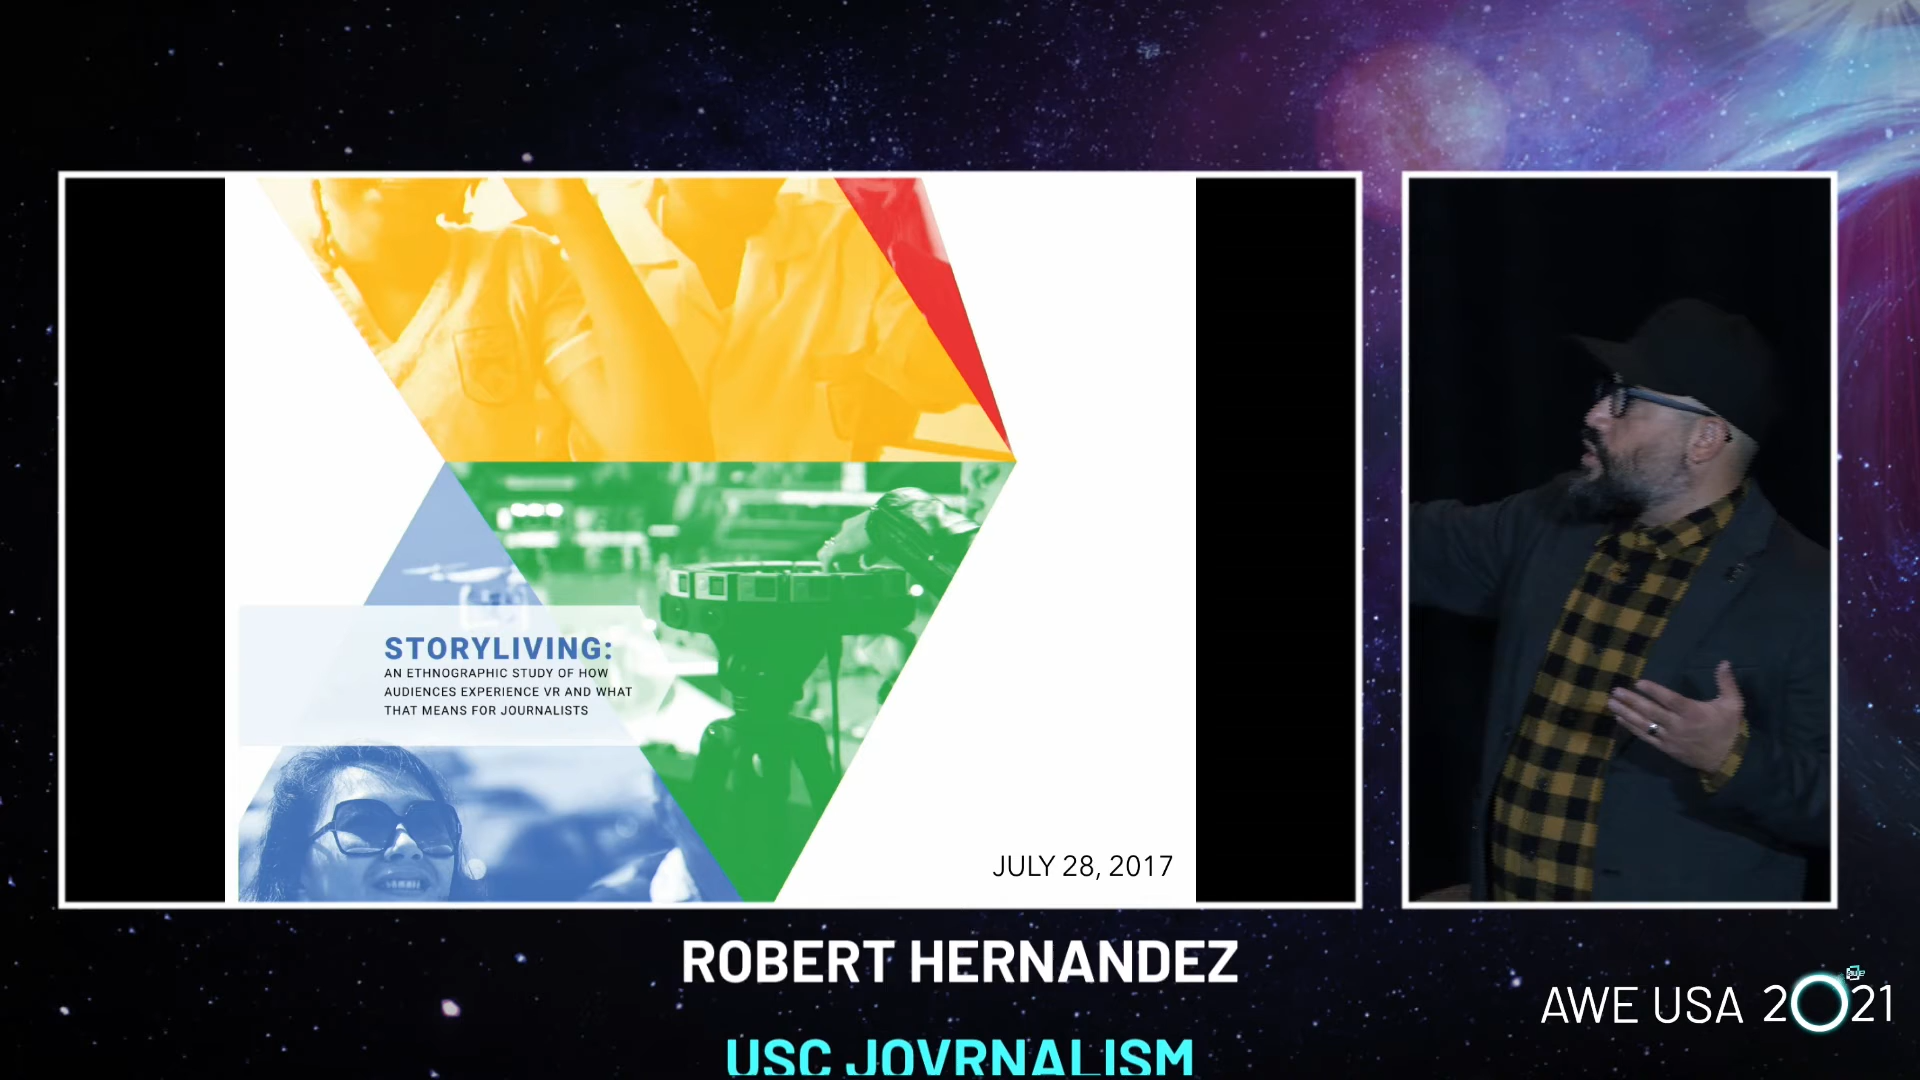 STORYLIVING:
AN ETHNOGRAPHIC STUDY OF HOW
AUDIENCES EXPERIENCE VR AND WHAT
THAT MEANS FOR JOURNALISTS
JULY 28, 2017
ROBERT HERNANDEZ
USC JOVRNALISM
AWE USA 2021